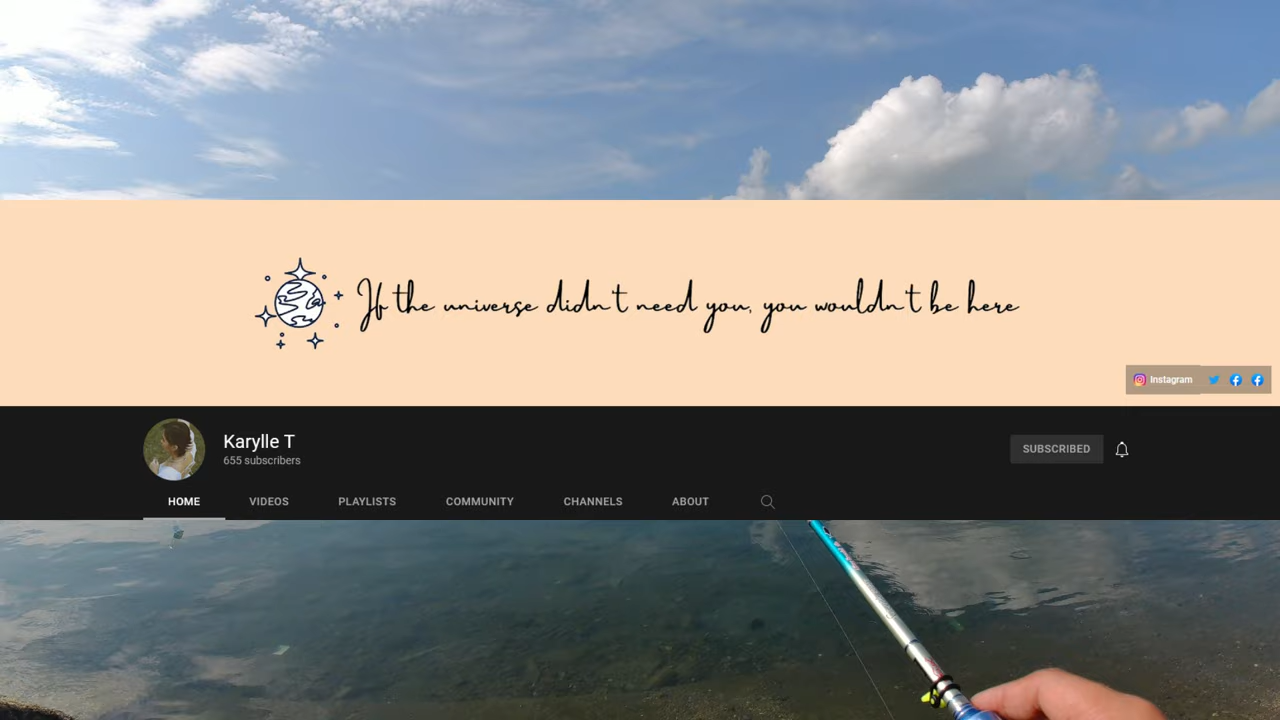 If the universe didn't need you, you wouldn't be here
Instagram
Karylle T
655 subscribers
SUBSCRIBED
HOME VIDEOS PLAYLISTS COMMUNITY CHANNELS ABOUT